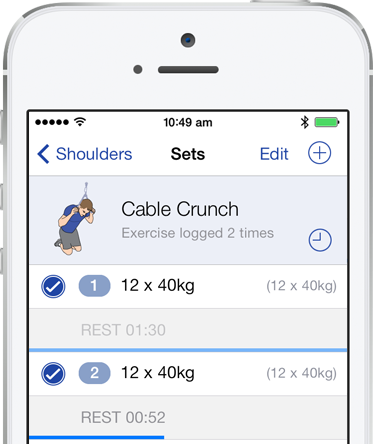 10:49 am
Shoulders Sets Edit
Cable Crunch
Exercise logged 2 times
1 12 x 40kg (12 x 40kg)
REST 01:30
2 12 x 40kg (12 x 40kg)
REST 00:52